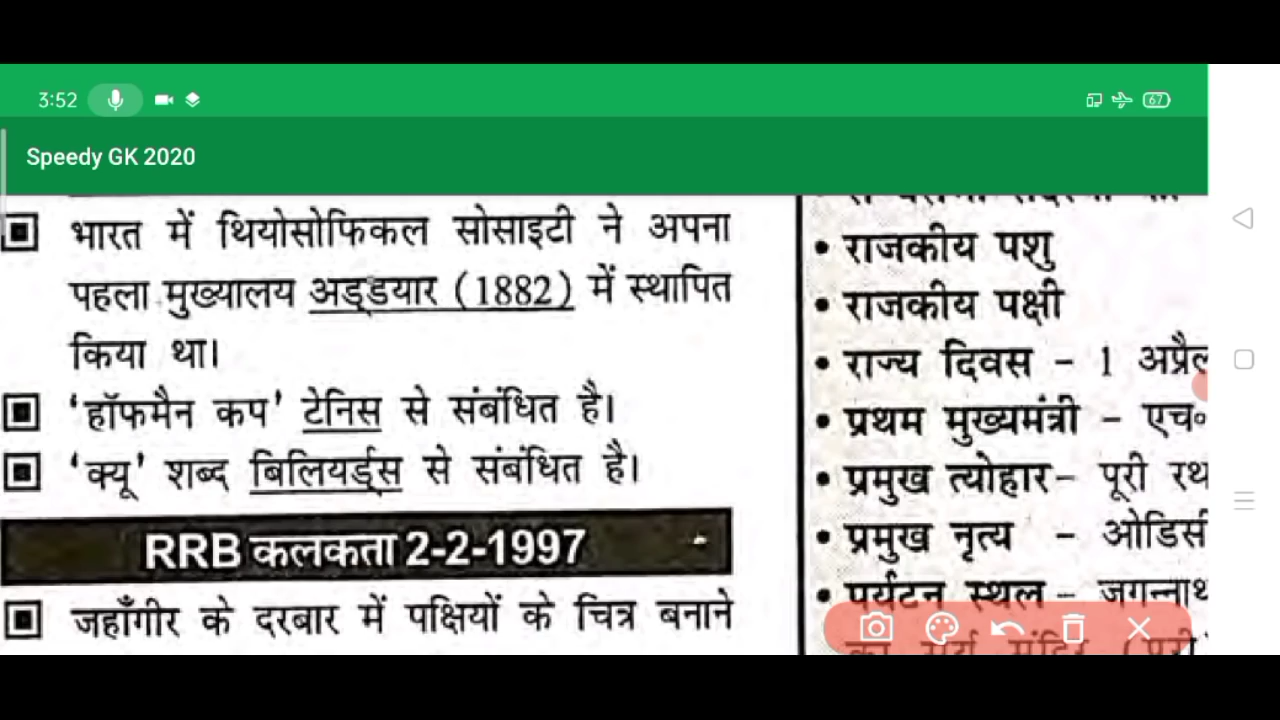 3:52
67
Speedy GK 2020
भारत में थियोसोफिकल सोसाइटी ने अपना
पहला मुख्यालय अड्डयार (1882) में स्थापित
किया था।
'हॉफमैन कप' टेनिस से संबंधित है।
'क्यू' शब्द बिलियर्ड्स से संबंधित है।
RRB कलकता 2-2-1997
जहाँगीर के दरबार में पक्षियों के चित्र बनाने
• राजकीय पशु
• राजकीय पक्षी
• राज्य दिवस – 1 अप्रैल
• प्रथम मुख्यमंत्री – एच०
• प्रमुख त्योहार – पूरी रथ
• प्रमुख नृत्य – ओडिसी
• पर्यटन स्थल – जगन्नाथ